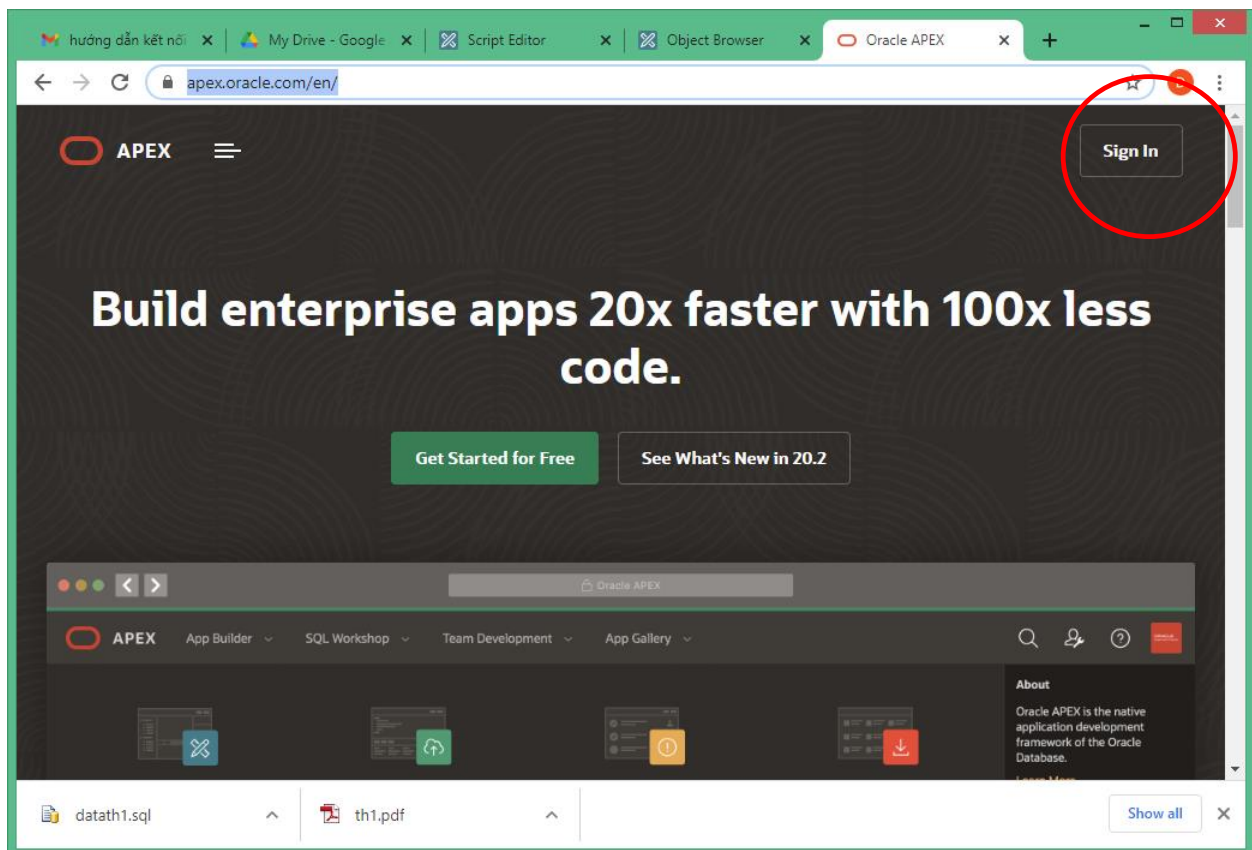 hướng dẫn kết nối
My Drive - Google
Script Editor
Object Browser
Oracle APEX
apex.oracle.com/en/
APEX
Sign In
Build enterprise apps 20x faster with 100x less
code.
Get Started for Free
See What's New in 20.2
Oracle APEX
APEX
App Builder
SQL Workshop
Team Development
App Gallery
About
Oracle APEX is the native
application development
framework of the Oracle
Database.
Learn More
datath1.sql
th1.pdf
Show all